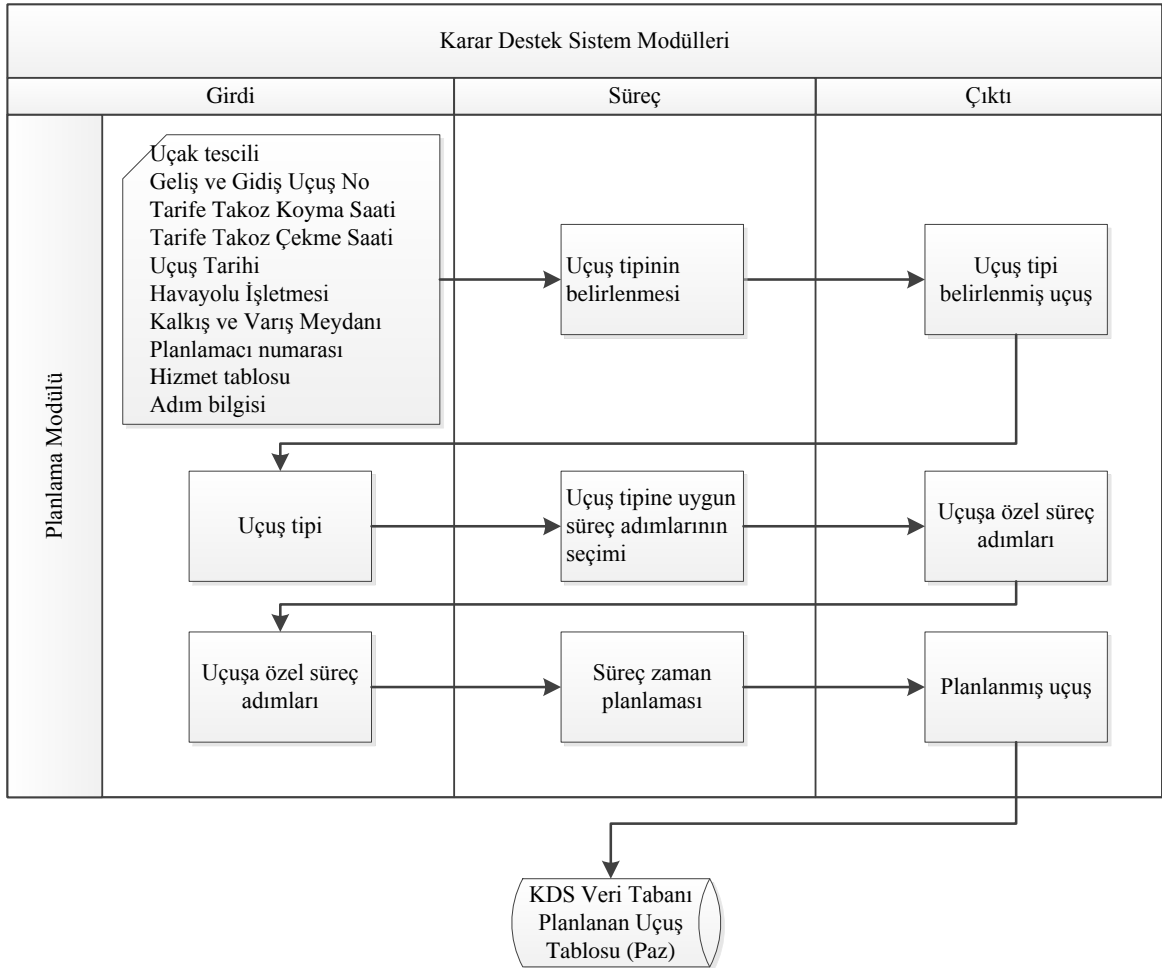 Karar Destek Sistem Modülleri
Girdi
Süreç
Çıktı
Planlama Modülü
Uçak tescili
Geliş ve Gidiş Uçuş No
Tarife Takoz Koyma Saati
Tarife Takoz Çekme Saati
Uçuş Tarihi
Havayolu İşletmesi
Kalkış ve Varış Meydanı
Planlamacı numarası
Hizmet tablosu
Adım bilgisi
Uçuş tipinin
belirlenmesi
Uçuş tipi
belirlenmiş uçuş
Uçuş tipi
Uçuş tipine uygun
süreç adımlarının
seçimi
Uçuşa özel süreç
adımları
Uçuşa özel süreç
adımları
Süreç zaman
planlaması
Planlanmış uçuş
KDS Veri Tabanı
Planlanan Uçuş
Tablosu (Paz)